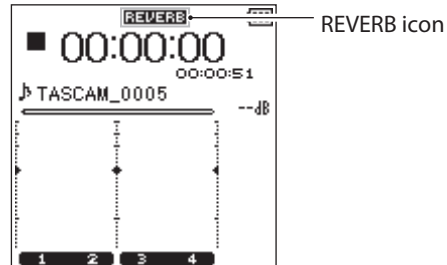 REVERB
REVERB icon
00:00:00
00:00:51
TASCAM_0005
--dB
1 2 3 4